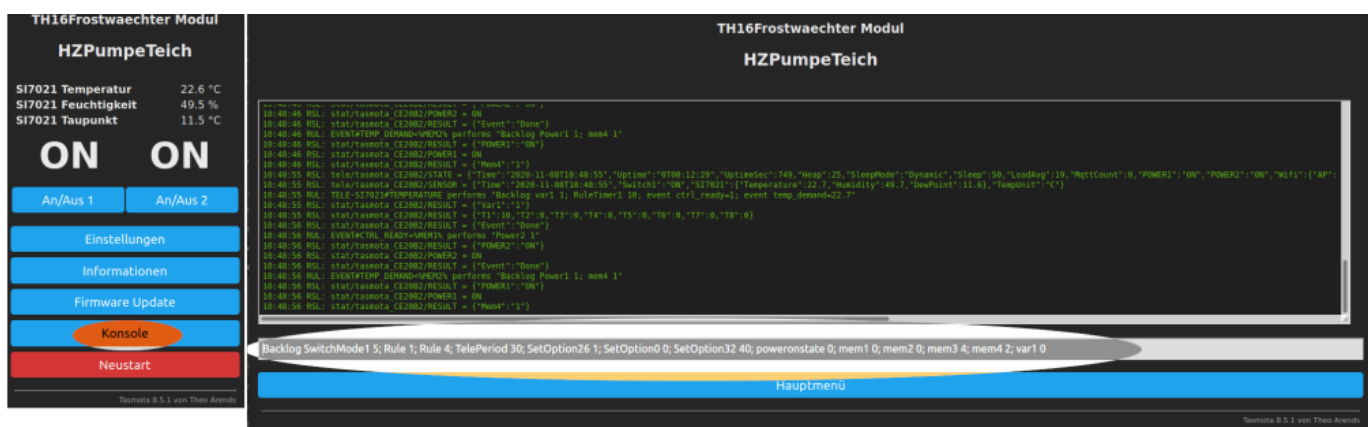 TH16Frostwaechter Modul
HZPumpeTeich
SI7021 Temperatur 22.6 °C
SI7021 Feuchtigkeit 49.5 %
SI7021 Taupunkt 11.5 °C
ON ON
An/Aus 1 An/Aus 2
Einstellungen
Informationen
Firmware Update
Konsole
Neustart
Tasmota 8.5.1 von Theo Arends
TH16Frostwaechter Modul
HZPumpeTeich
10:48:46 RSL: stat/tasmota_CE20B2/RESULT = {"POWER2":"ON"}
10:48:46 RSL: stat/tasmota_CE20B2/POWER2 = ON
10:48:46 RSL: stat/tasmota_CE20B2/RESULT = {"Event":"Done"}
10:48:46 RUL: EVENT#TEMP_DEMAND<%MEM2% performs "Backlog Power1 1; mem4 1"
10:48:46 RSL: stat/tasmota_CE20B2/RESULT = {"POWER1":"ON"}
10:48:46 RSL: stat/tasmota_CE20B2/POWER1 = ON
10:48:46 RSL: stat/tasmota_CE20B2/RESULT = {"Mem4":"1"}
10:48:55 RSL: tele/tasmota_CE20B2/STATE = {"Time":"2020-11-08T10:48:55","Uptime":"0T00:12:29","UptimeSec":749,"Heap":25,"SleepMode":"Dynamic","Sleep":50,"LoadAvg":19,"MqttCount":0,"POWER1":"ON","POWER2":"ON","Wifi":{"AP":
10:48:55 RSL: tele/tasmota_CE20B2/SENSOR = {"Time":"2020-11-08T10:48:55","Switch1":"ON","SI7021":{"Temperature":22.7,"Humidity":49.7,"DewPoint":11.6},"TempUnit":"C"}
10:48:55 RUL: TELE-SI7021#TEMPERATURE performs "Backlog var1 1; RuleTimer1 10; event ctrl_ready=1; event temp_demand=22.7"
10:48:55 RSL: stat/tasmota_CE20B2/RESULT = {"Var1":"1"}
10:48:55 RSL: stat/tasmota_CE20B2/RESULT = {"T1":10,"T2":0,"T3":0,"T4":0,"T5":0,"T6":0,"T7":0,"T8":0}
10:48:56 RSL: stat/tasmota_CE20B2/RESULT = {"Event":"Done"}
10:48:56 RUL: EVENT#CTRL_READY=%MEM1% performs "Power2 1"
10:48:56 RSL: stat/tasmota_CE20B2/RESULT = {"POWER2":"ON"}
10:48:56 RSL: stat/tasmota_CE20B2/POWER2 = ON
10:48:56 RSL: stat/tasmota_CE20B2/RESULT = {"Event":"Done"}
10:48:56 RUL: EVENT#TEMP_DEMAND<%MEM2% performs "Backlog Power1 1; mem4 1"
10:48:56 RSL: stat/tasmota_CE20B2/RESULT = {"POWER1":"ON"}
10:48:56 RSL: stat/tasmota_CE20B2/POWER1 = ON
10:48:56 RSL: stat/tasmota_CE20B2/RESULT = {"Mem4":"1"}
Backlog SwitchMode1 5; Rule 1; Rule 4; TelePeriod 30; SetOption26 1; SetOption0 0; SetOption32 40; poweronstate 0; mem1 0; mem2 0; mem3 4; mem4 2; var1 0
Hauptmenü
Tasmota 8.5.1 von Theo Arends